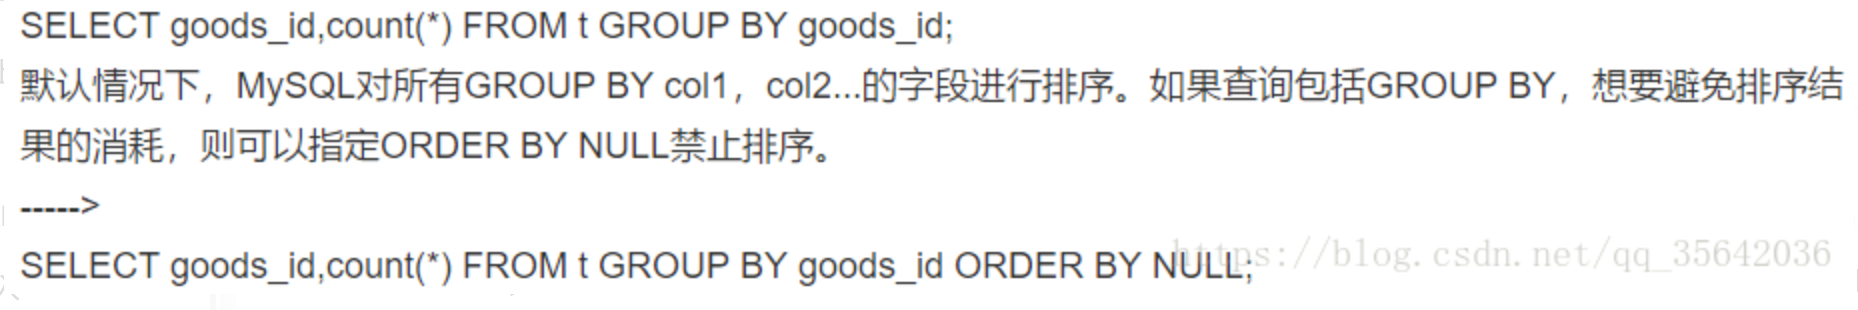 SELECT goods_id,count(*) FROM t GROUP BY goods_id;
默认情况下，MySQL对所有GROUP BY col1，col2...的字段进行排序。如果查询包括GROUP BY，想要避免排序结
果的消耗，则可以指定ORDER BY NULL禁止排序。
----->
SELECT goods_id,count(*) FROM t GROUP BY goods_id ORDER BY NULL;
https://blog.csdn.net/qq_35642036